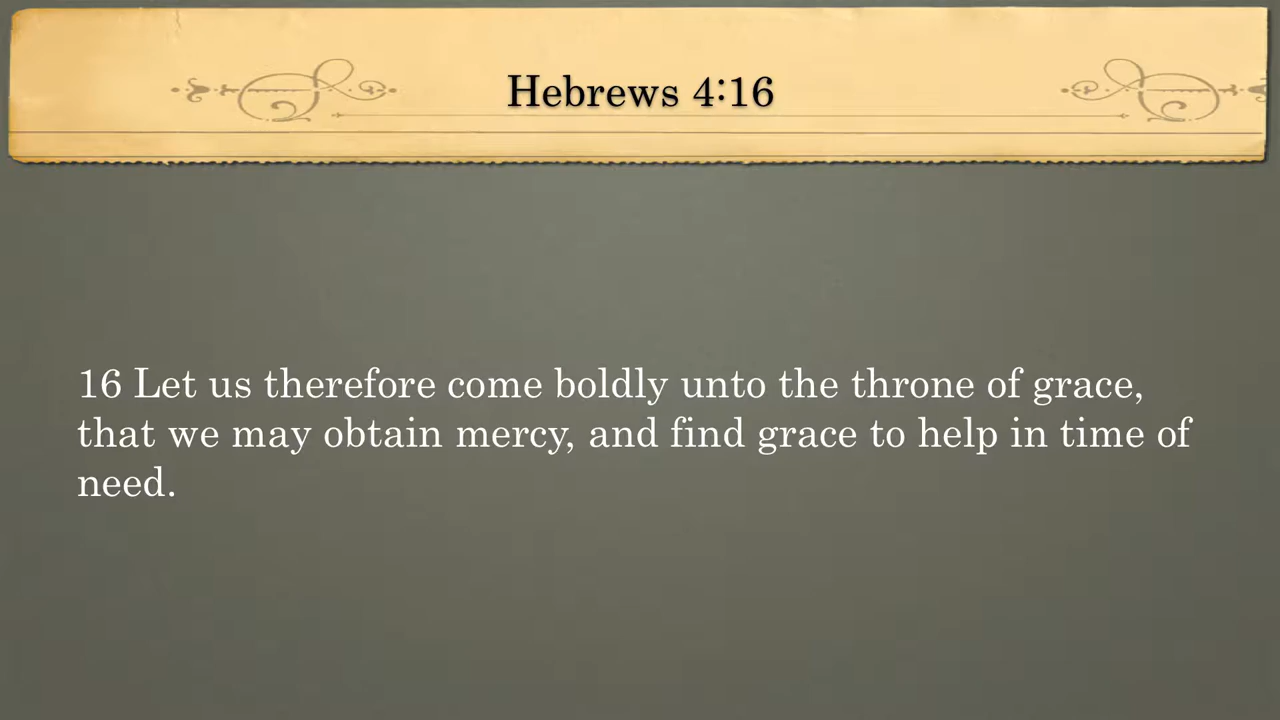 Hebrews 4:16
16 Let us therefore come boldly unto the throne of grace,
that we may obtain mercy, and find grace to help in time of
need.